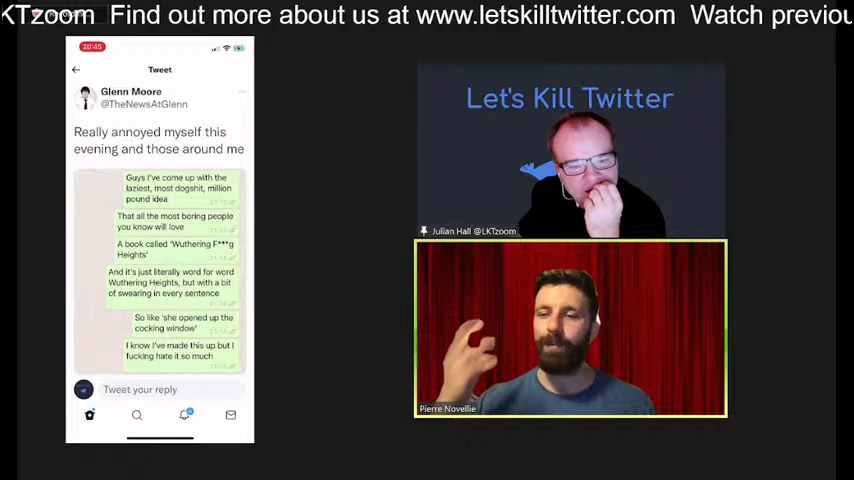 KTzoom  Find out more about us at www.letskilltwitter.com  Watch previou
20:45
Tweet
Glenn Moore
@TheNewsAtGlenn
Really annoyed myself this
evening and those around me
Guys I've come up with the
laziest, most dogshit, million
pound idea
That all the most boring people
you know will love
A book called 'Wuthering F***g
Heights'
And it's just literally word for word
Wuthering Heights, but with a bit
of swearing in every sentence
So like 'she opened up the
cocking window'
I know I've made this up but I
fucking hate it so much
Tweet your reply
Let's Kill Twitter
Julian Hall @LKTzoom
Pierre Novellie